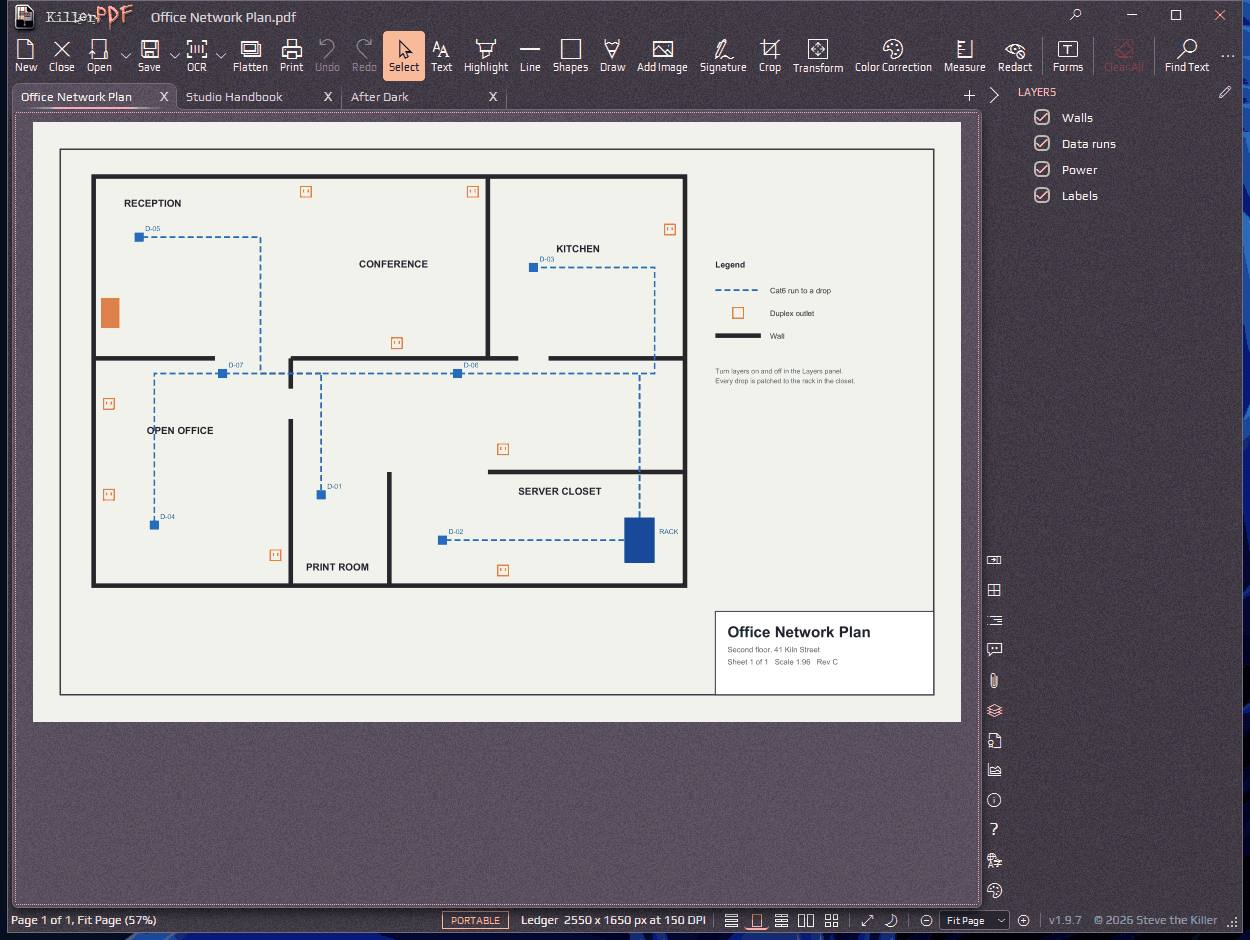 KillerPDF
Office Network Plan.pdf
New Close Open Save OCR Flatten Print Undo Redo Select Text Highlight Line Shapes Draw Add Image Signature Crop Transform Color Correction Measure Redact Forms Clear All Find Text
Office Network Plan X Studio Handbook X After Dark X
LAYERS
Walls
Data runs
Power
Labels
RECEPTION
D-05
CONFERENCE
KITCHEN
D-03
Legend
Cat6 run to a drop
Duplex outlet
Wall
D-07
D-06
Turn layers on and off in the Layers panel.
Every drop is patched to the rack in the closet.
OPEN OFFICE
D-01
SERVER CLOSET
D-04
D-02
RACK
PRINT ROOM
Office Network Plan
Second floor, 41 Kiln Street
Sheet 1 of 1 Scale 1:96 Rev C
Page 1 of 1, Fit Page (57%)
PORTABLE
Ledger 2550 x 1650 px at 150 DPI
Fit Page
v1.9.7 © 2026 Steve the Killer